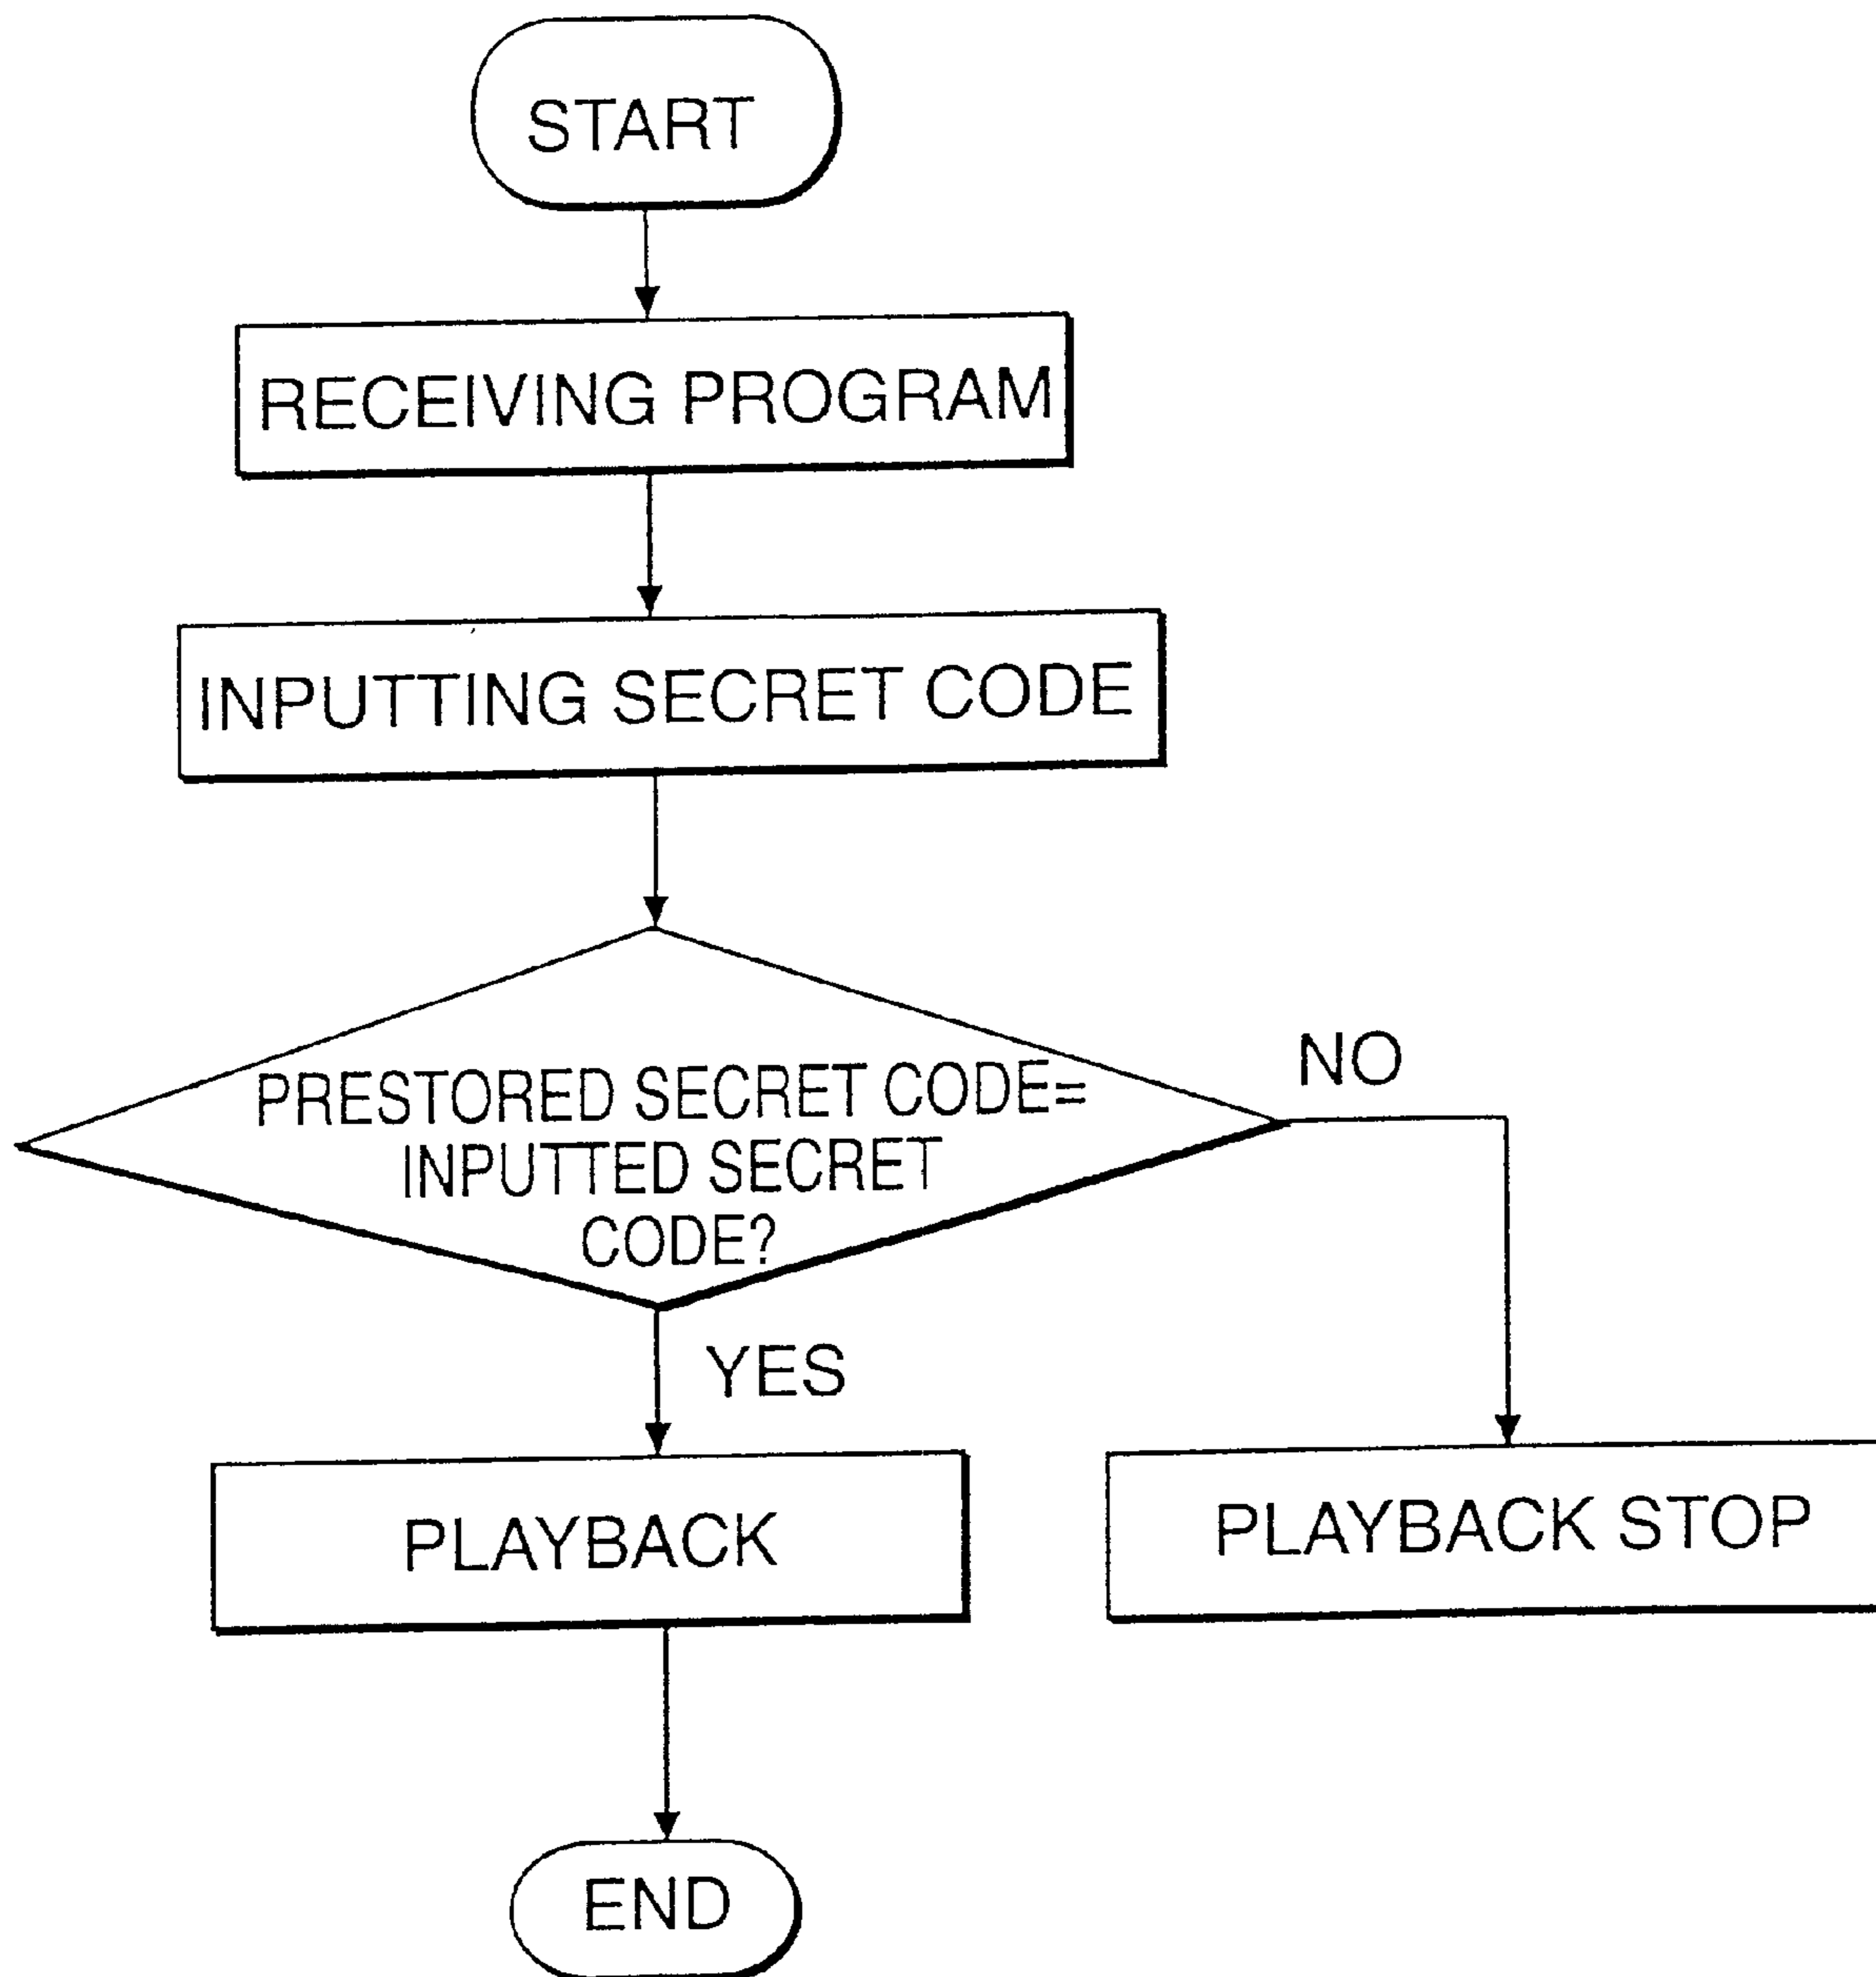 START
RECEIVING PROGRAM
INPUTTING SECRET CODE
PRESTORED SECRET CODE=
INPUTTED SECRET
CODE?
NO
YES
PLAYBACK
PLAYBACK STOP
END